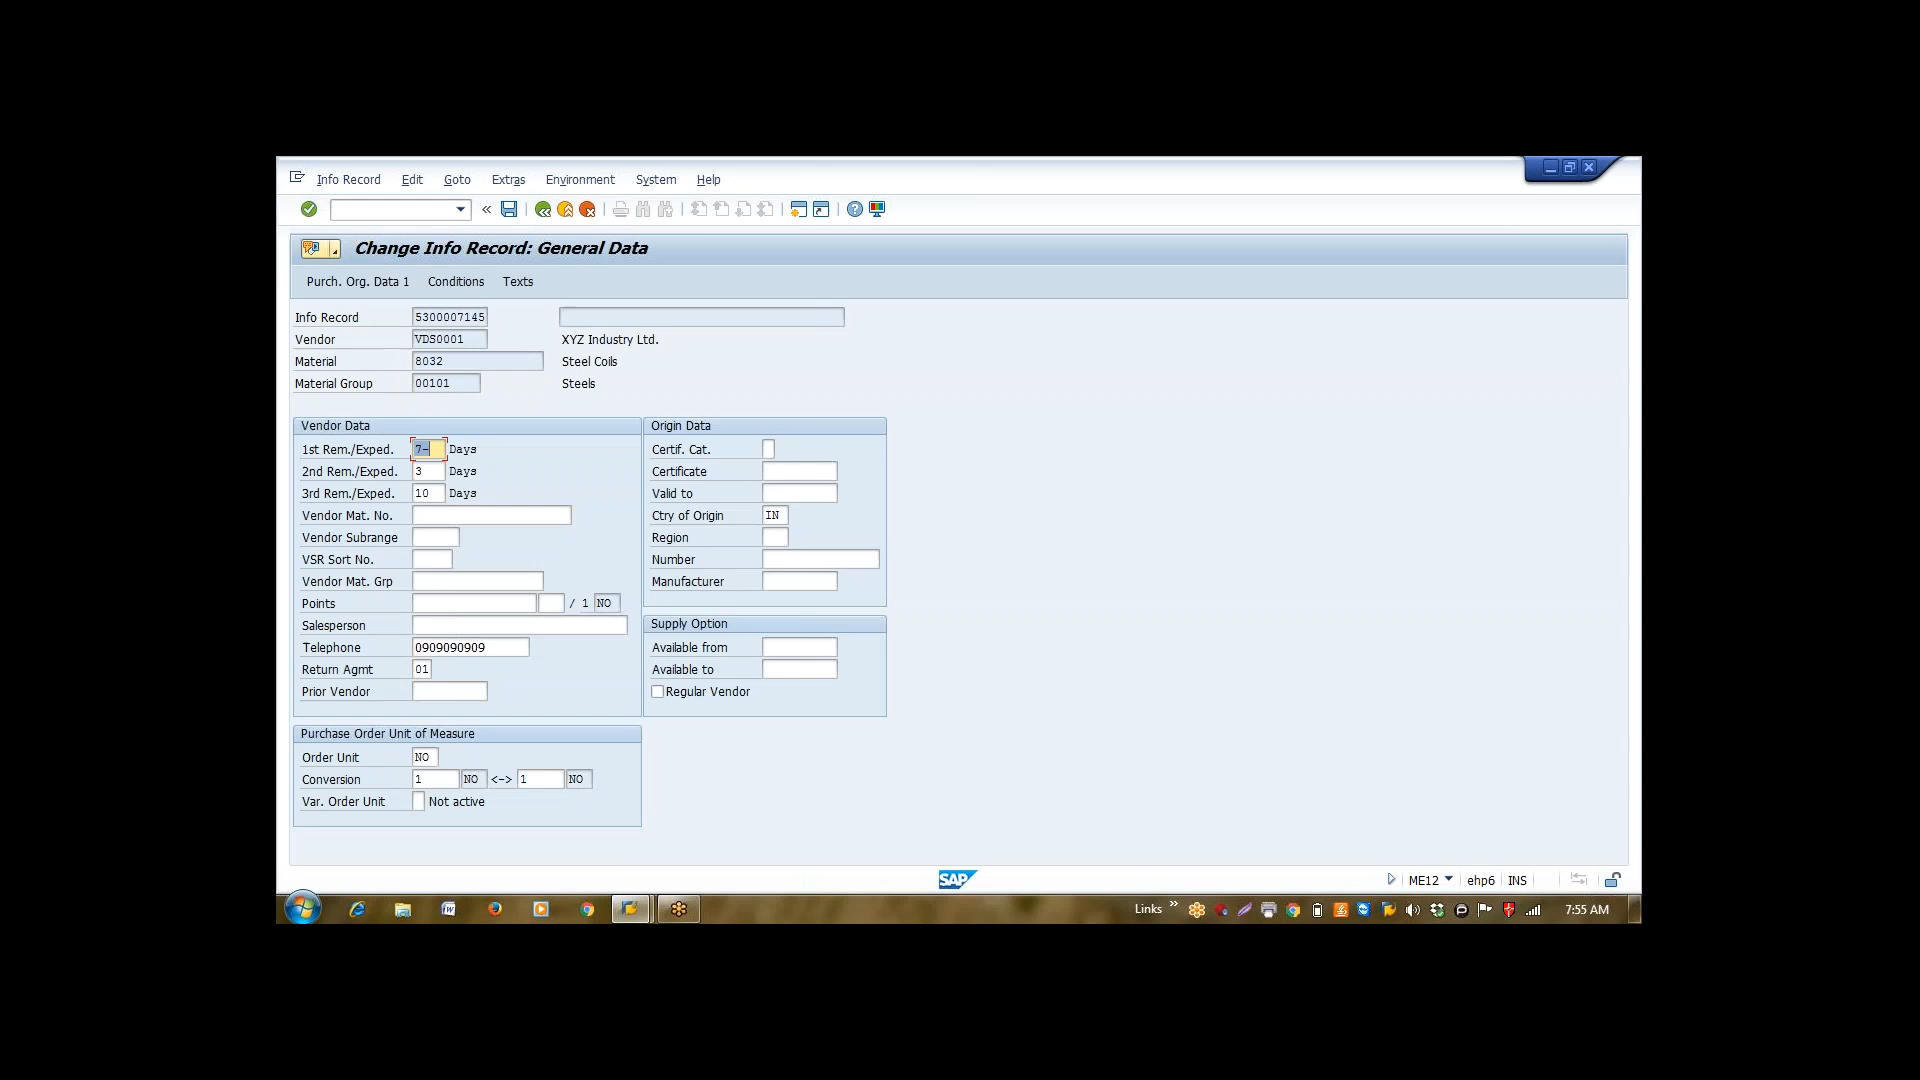 Info Record Edit Goto Extras Environment System Help
«
Change Info Record: General Data
Purch. Org. Data 1 Conditions Texts
Info Record 5300007145
Vendor VDS0001 XYZ Industry Ltd.
Material 8032 Steel Coils
Material Group 00101 Steels
Vendor Data
1st Rem./Exped. 7- Days
2nd Rem./Exped. 3 Days
3rd Rem./Exped. 10 Days
Vendor Mat. No.
Vendor Subrange
VSR Sort No.
Vendor Mat. Grp
Points / 1 NO
Salesperson
Telephone 0909090909
Return Agmt 01
Prior Vendor
Origin Data
Certif. Cat.
Certificate
Valid to
Ctry of Origin IN
Region
Number
Manufacturer
Supply Option
Available from
Available to
Regular Vendor
Purchase Order Unit of Measure
Order Unit NO
Conversion 1 NO <-> 1 NO
Var. Order Unit Not active
SAP ME12 ehp6 INS
Links » 7:55 AM